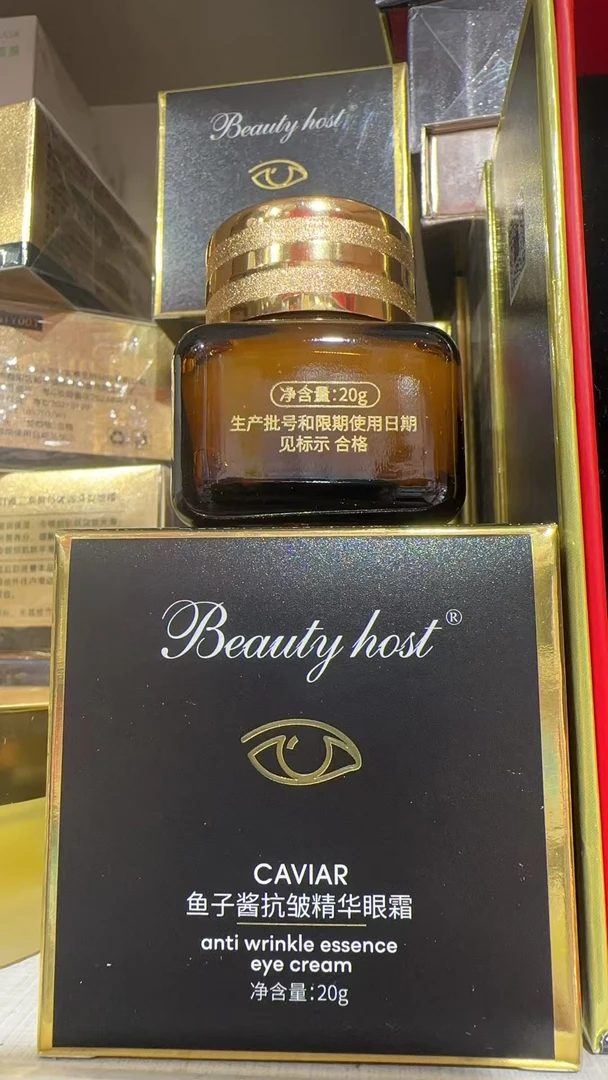 Beauty host
净含量:20g
生产批号和限期使用日期
见标示 合格
Beauty host®
CAVIAR
鱼子酱抗皱精华眼霜
anti wrinkle essence
eye cream
净含量:20g